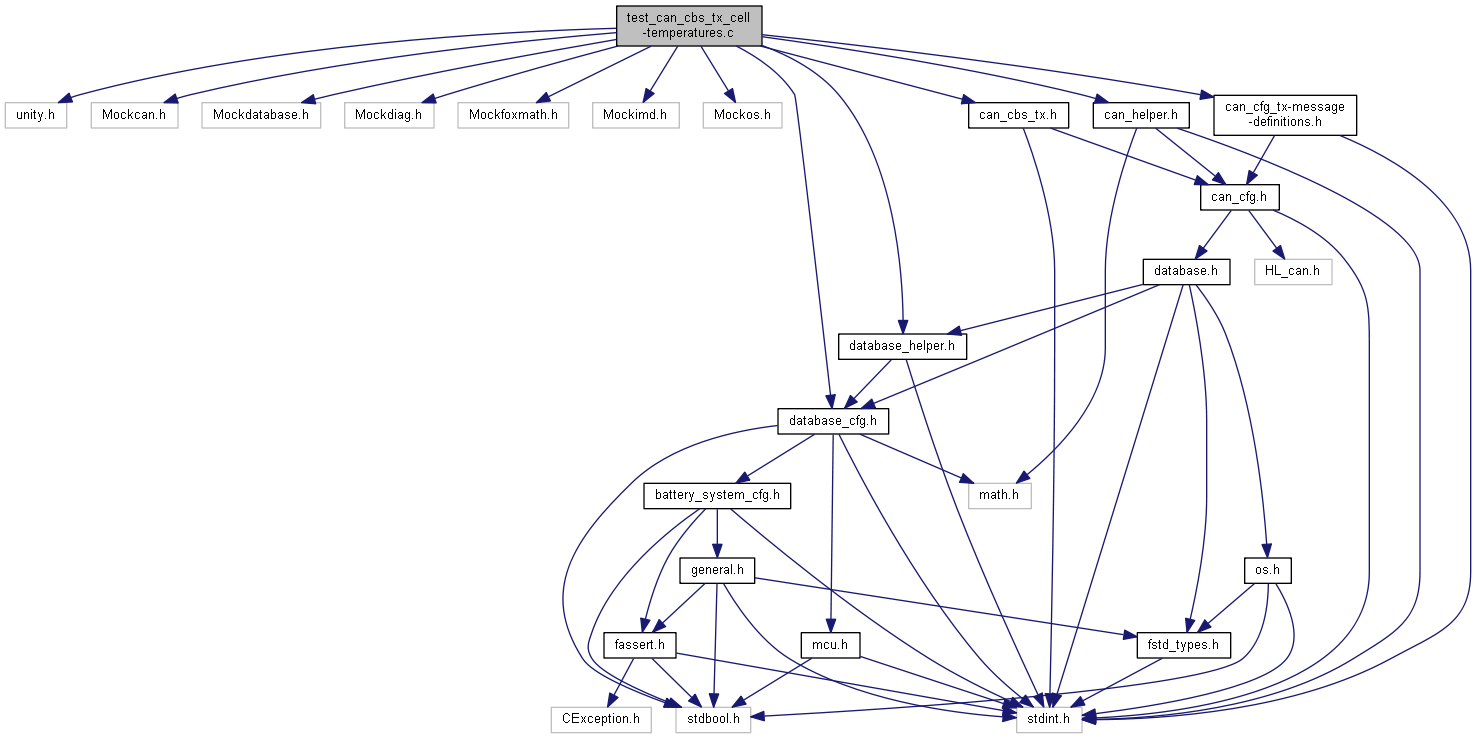 test_can_cbs_tx_cell
-temperatures.c
unity.h
Mockcan.h
Mockdatabase.h
Mockdiag.h
Mockfoxmath.h
Mockimd.h
Mockos.h
can_cbs_tx.h
can_helper.h
can_cfg_tx-message
-definitions.h
can_cfg.h
database.h
HL_can.h
database_helper.h
database_cfg.h
battery_system_cfg.h
math.h
general.h
os.h
fassert.h
mcu.h
fstd_types.h
CException.h
stdbool.h
stdint.h